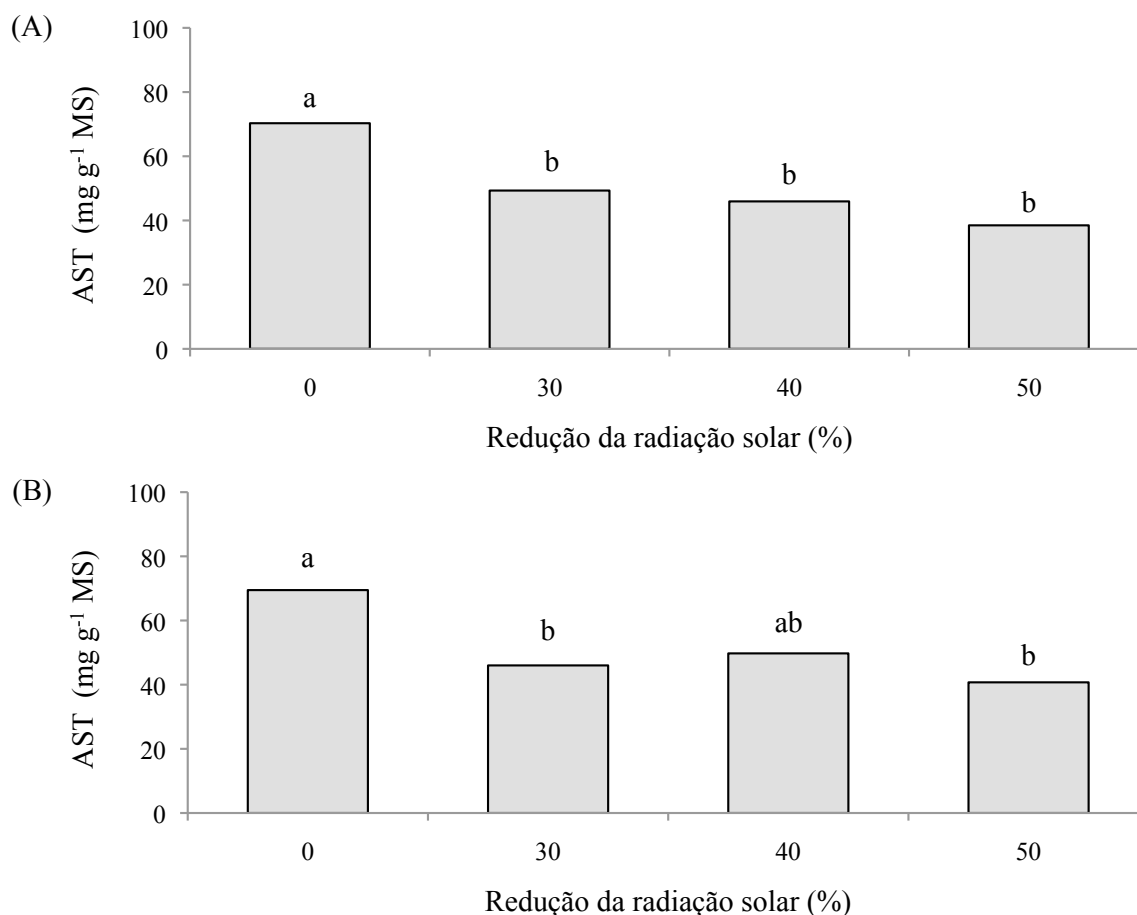 (A)
AST (mg g⁻¹ MS)
100
80
60
40
20
0
a
b
b
b
0 30 40 50
Redução da radiação solar (%)
(B)
AST (mg g⁻¹ MS)
100
80
60
40
20
0
a
b
ab
b
0 30 40 50
Redução da radiação solar (%)